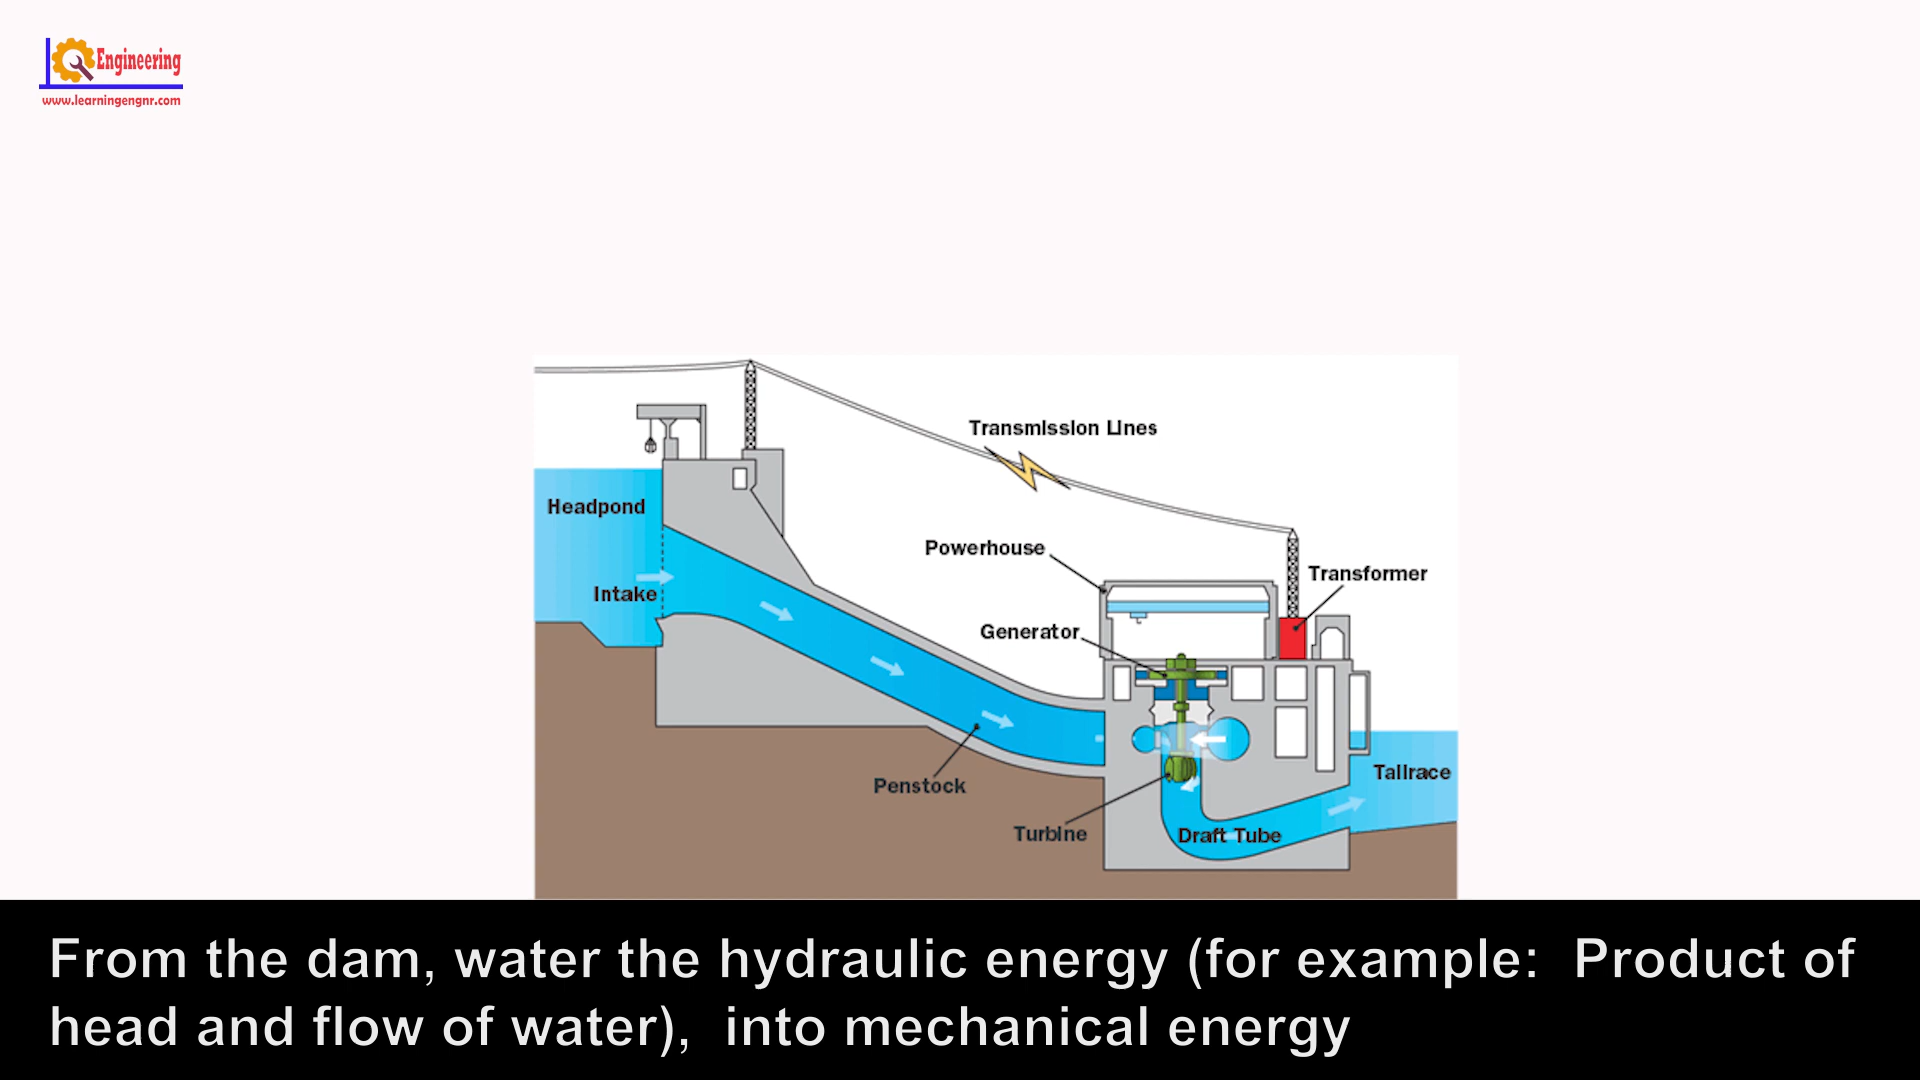 Engineering
www.learningengnr.com
Transmission Lines
Headpond
Powerhouse
Transformer
Intake
Generator
Tailrace
Penstock
Turbine
Draft Tube
From the dam, water the hydraulic energy (for example:  Product of
head and flow of water),  into mechanical energy